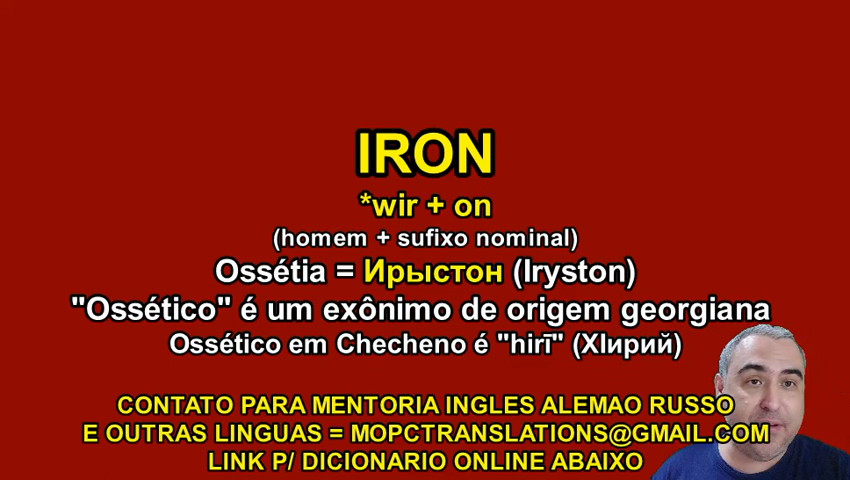 IRON
*wir + on
(homem + sufixo nominal)
Ossétia = Ирыстон (Iryston)
"Ossético" é um exônimo de origem georgiana
Ossético em Checheno é "hirī" (ХӀирий)
CONTATO PARA MENTORIA INGLES ALEMAO RUSSO
E OUTRAS LINGUAS = MOPCTRANSLATIONS@GMAIL.COM
LINK P/ DICIONARIO ONLINE ABAIXO